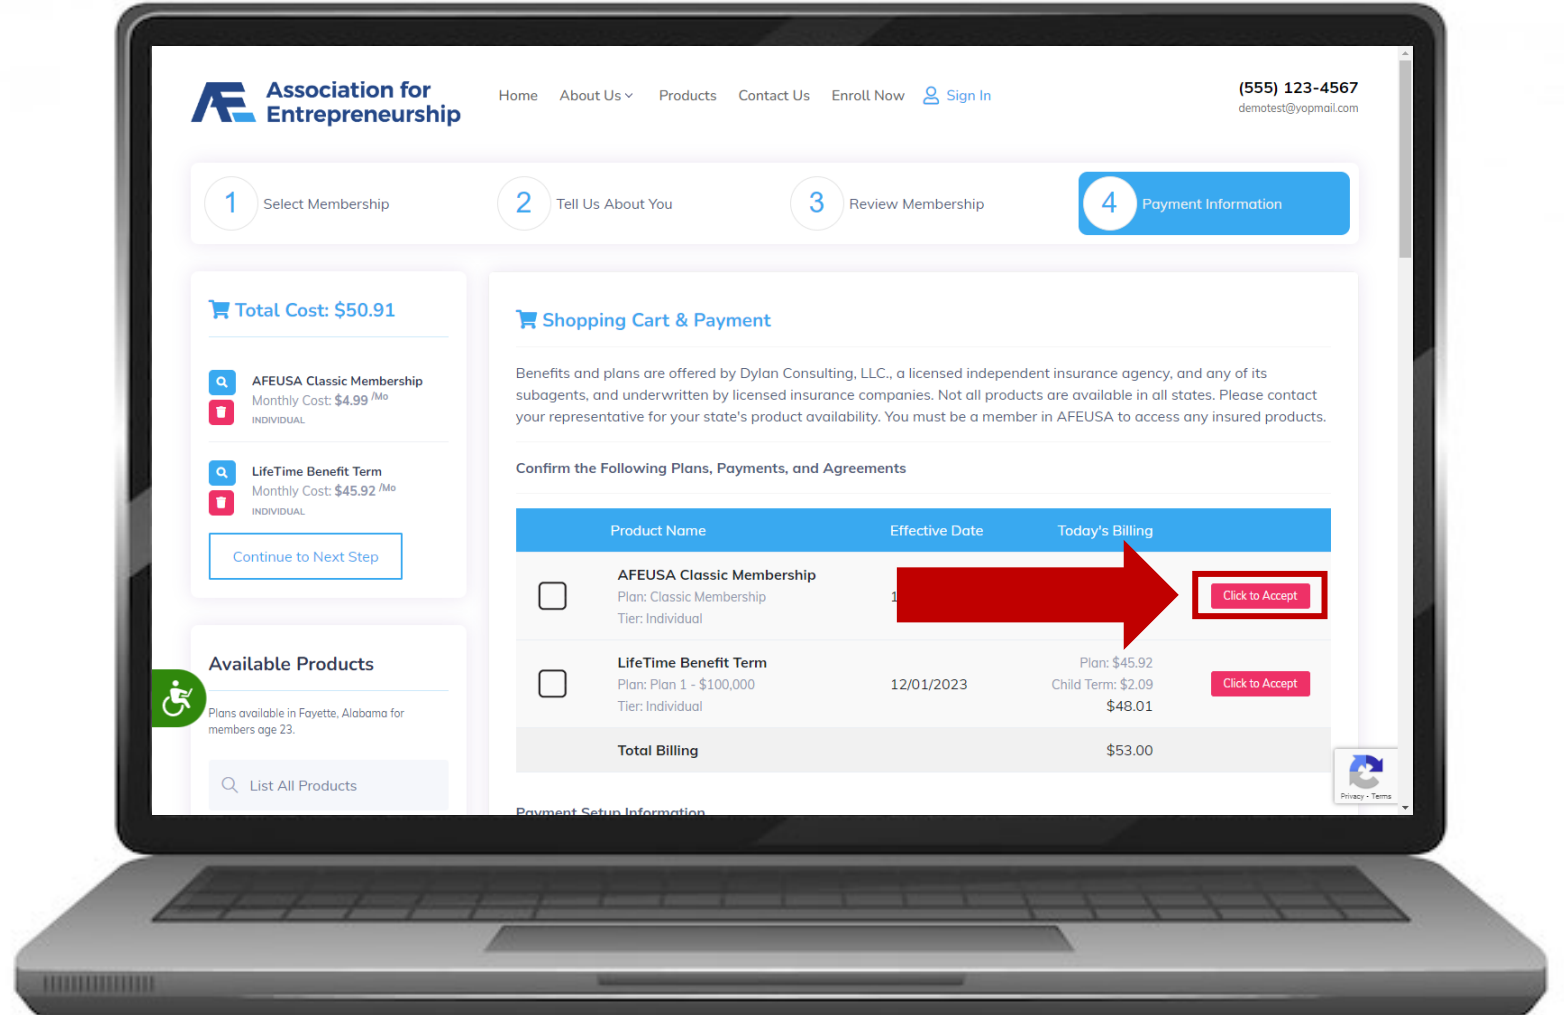 Association for
Entrepreneurship
Home About Us Products Contact Us Enroll Now Sign In
(555) 123-4567
demotest@yopmail.com
1 Select Membership
2 Tell Us About You
3 Review Membership
4 Payment Information
Total Cost: $50.91
AFEUSA Classic Membership
Monthly Cost: $4.99 /Mo
INDIVIDUAL
LifeTime Benefit Term
Monthly Cost: $45.92 /Mo
INDIVIDUAL
Continue to Next Step
Available Products
Plans available in Fayette, Alabama for
members age 23.
List All Products
Shopping Cart & Payment
Benefits and plans are offered by Dylan Consulting, LLC., a licensed independent insurance agency, and any of its
subagents, and underwritten by licensed insurance companies. Not all products are available in all states. Please contact
your representative for your state's product availability. You must be a member in AFEUSA to access any insured products.
Confirm the Following Plans, Payments, and Agreements
Product Name Effective Date Today's Billing
AFEUSA Classic Membership
Plan: Classic Membership
Tier: Individual
Click to Accept
LifeTime Benefit Term
Plan: Plan 1 - $100,000
Tier: Individual
12/01/2023
Plan: $45.92
Child Term: $2.09
$48.01
Click to Accept
Total Billing $53.00
Payment Setup Information
Privacy - Terms